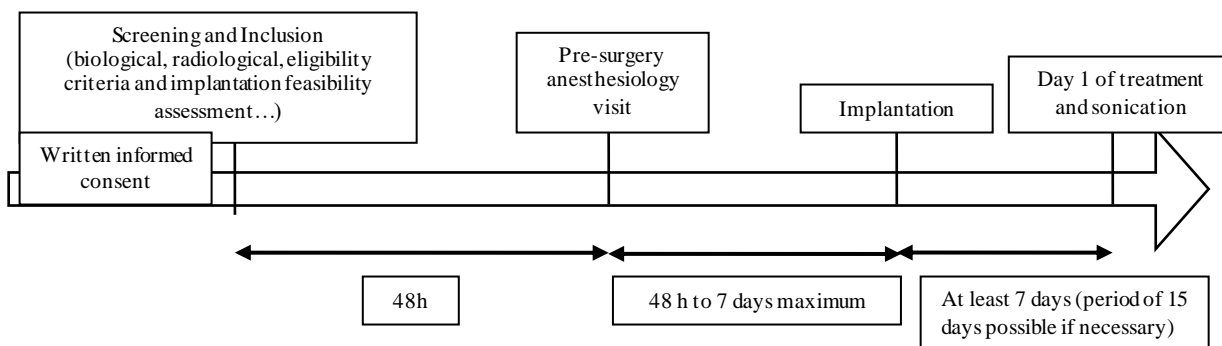 Screening and Inclusion
(biological, radiological, eligibility
criteria and implantation feasibility
assessment…)
Written informed
consent
Pre-surgery
anesthesiology
visit
Implantation
Day 1 of treatment
and sonication
48h
48 h to 7 days maximum
At least 7 days (period of 15
days possible if necessary)